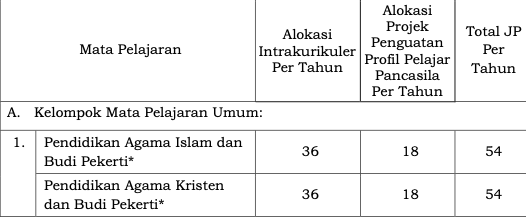 Mata Pelajaran
Alokasi
Intrakurikuler
Per Tahun
Alokasi
Projek
Penguatan
Profil Pelajar
Pancasila
Per Tahun
Total JP
Per
Tahun
A. Kelompok Mata Pelajaran Umum:
1. Pendidikan Agama Islam dan
Budi Pekerti*
36 18 54
Pendidikan Agama Kristen
dan Budi Pekerti*
36 18 54